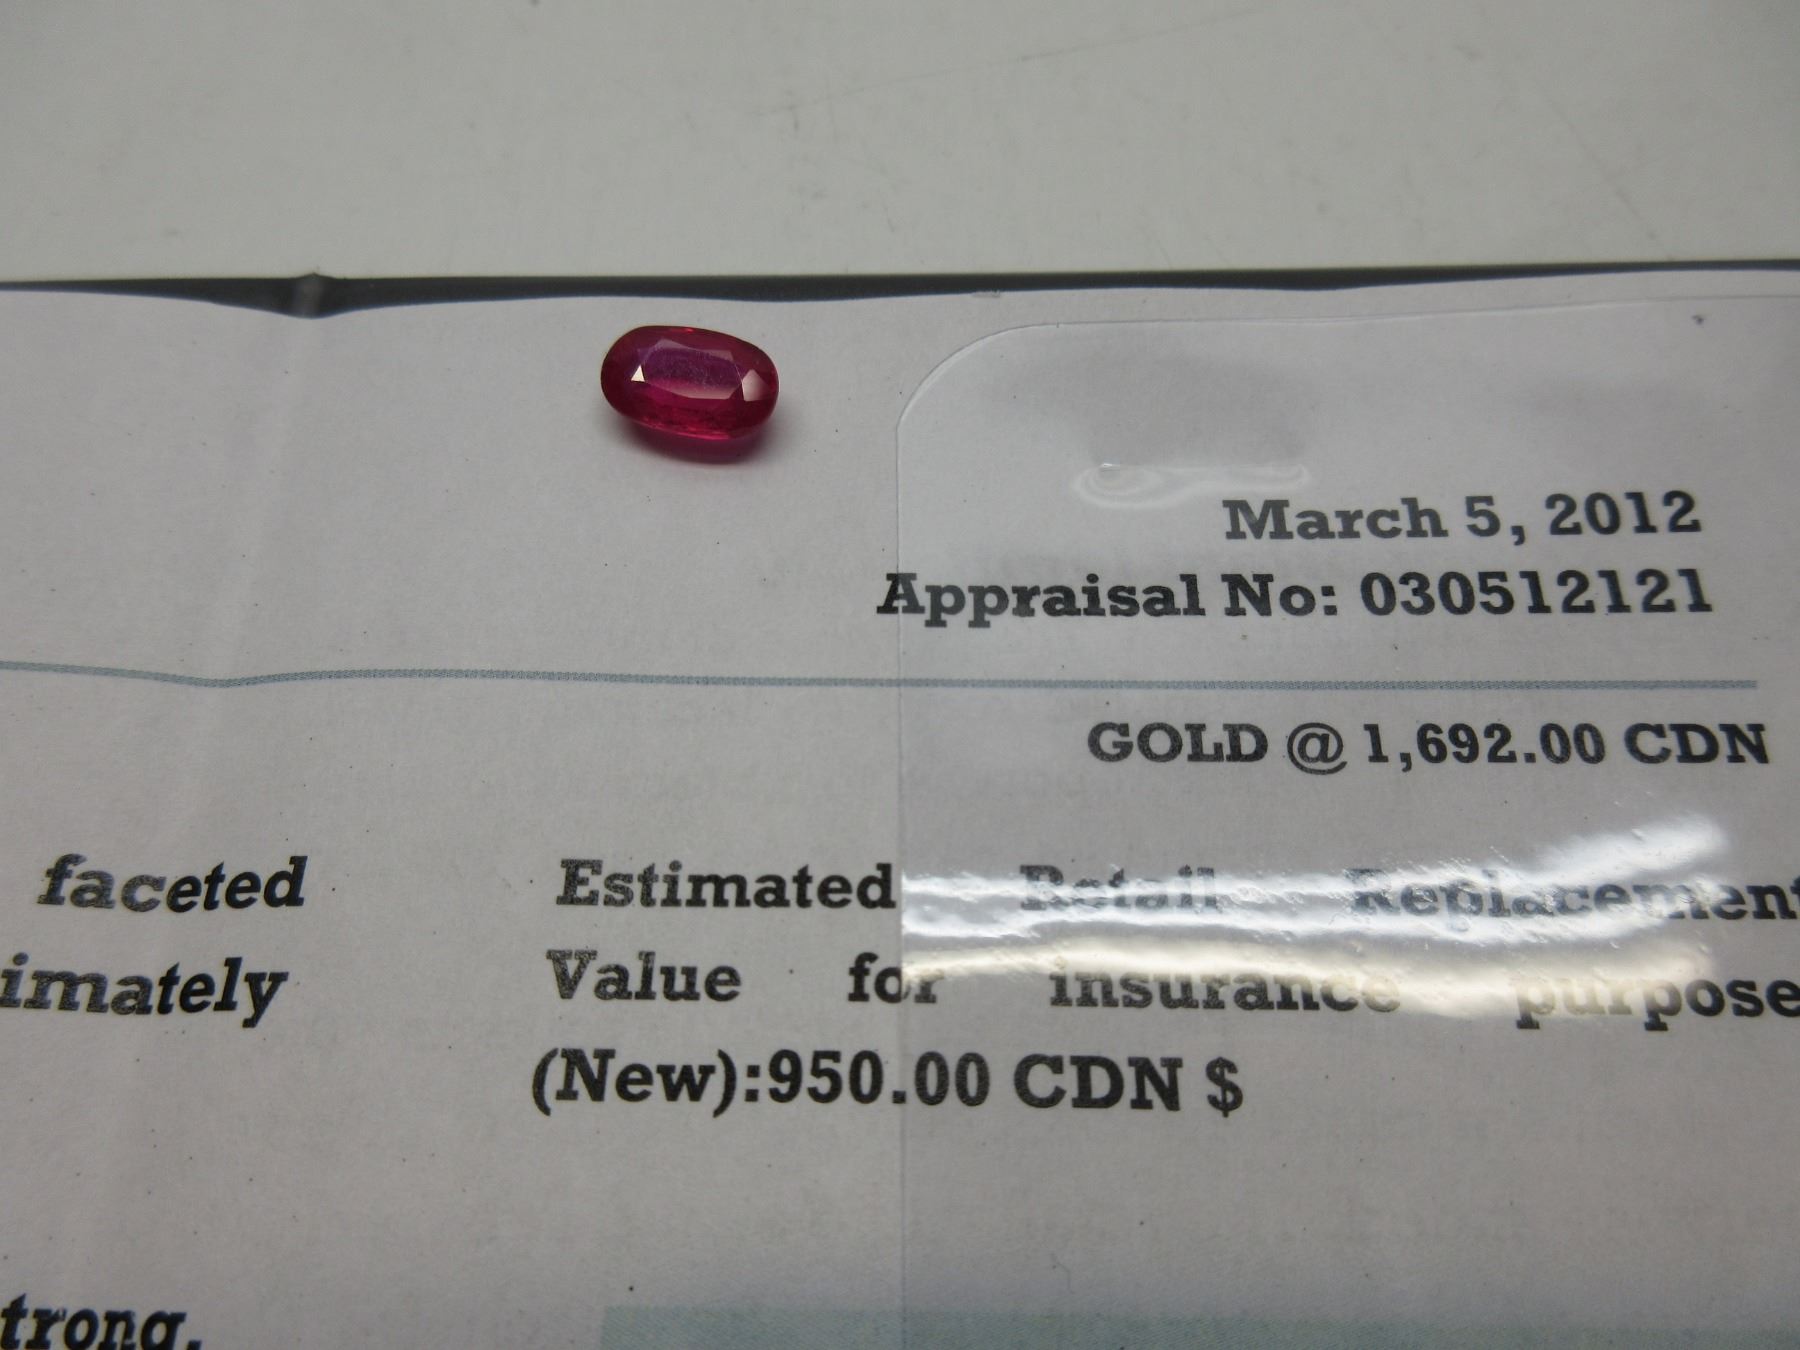 March 5, 2012
Appraisal No: 030512121
GOLD @ 1,692.00 CDN
faceted
Estimated Retail Replacement
imately
Value for insurance purpose
(New):950.00 CDN $
trong.